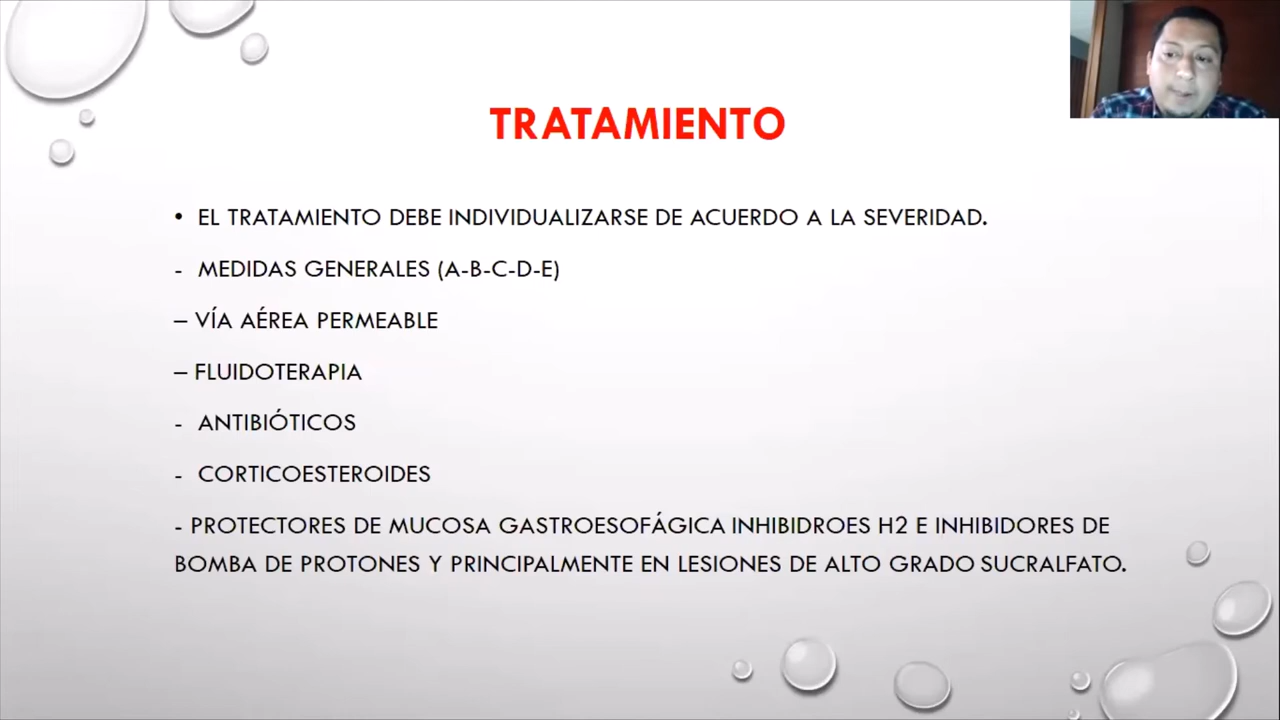 TRATAMIENTO
• EL TRATAMIENTO DEBE INDIVIDUALIZARSE DE ACUERDO A LA SEVERIDAD.
- MEDIDAS GENERALES (A-B-C-D-E)
– VÍA AÉREA PERMEABLE
– FLUIDOTERAPIA
- ANTIBIÓTICOS
- CORTICOESTEROIDES
- PROTECTORES DE MUCOSA GASTROESOFÁGICA INHIBIDROES H2 E INHIBIDORES DE
BOMBA DE PROTONES Y PRINCIPALMENTE EN LESIONES DE ALTO GRADO SUCRALFATO.